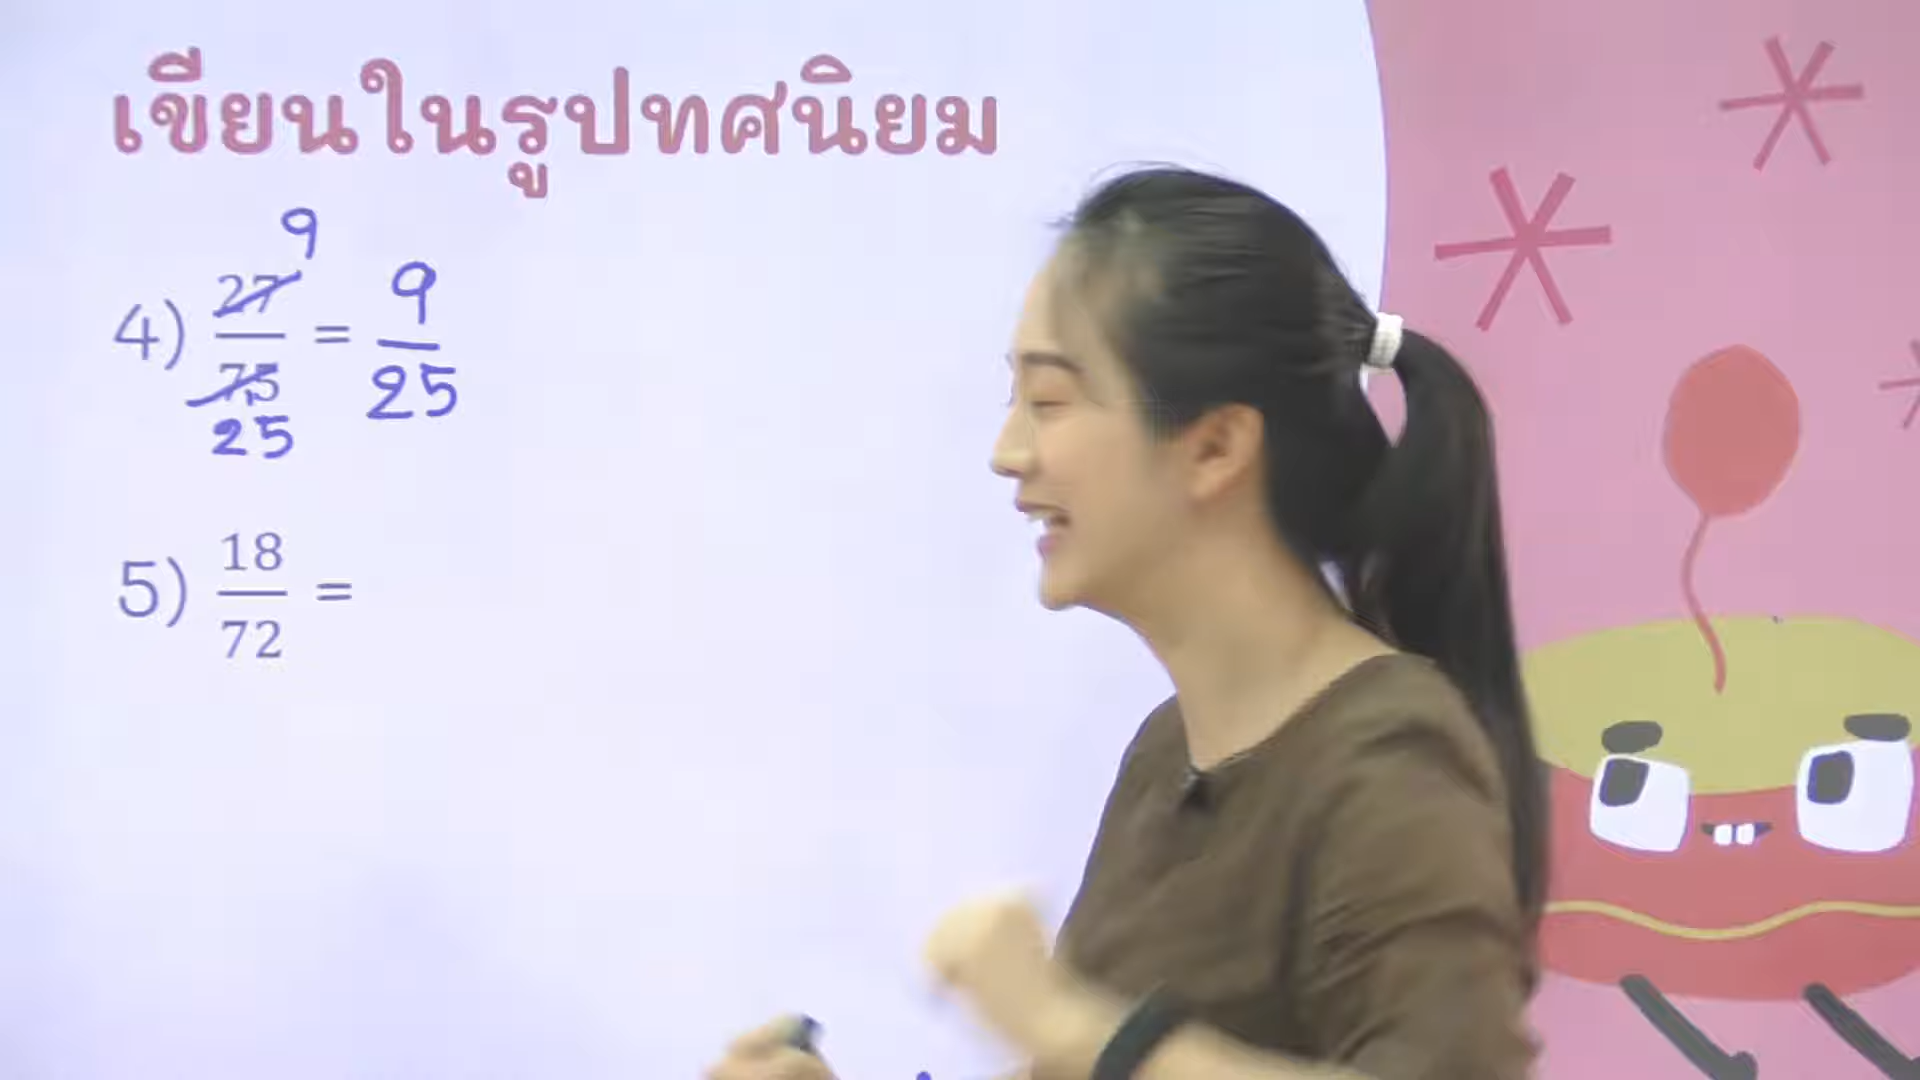 เขียนในรูปทศนิยม
4) 27/75 = 9/25
9
25
5) 18/72 =